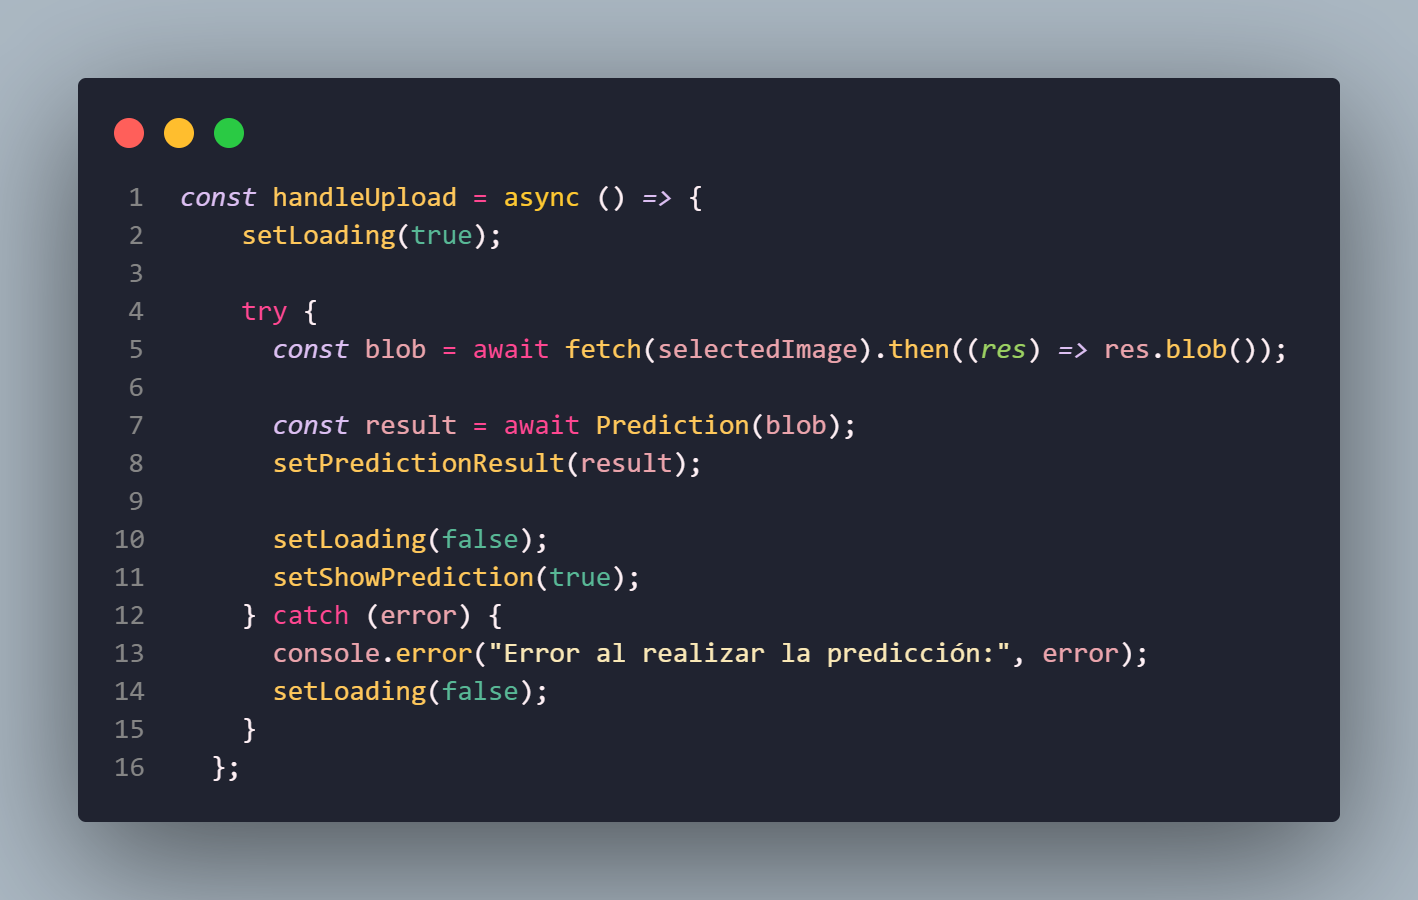 1 const handleUpload = async () => {
2     setLoading(true);
3
4     try {
5       const blob = await fetch(selectedImage).then((res) => res.blob());
6
7       const result = await Prediction(blob);
8       setPredictionResult(result);
9
10       setLoading(false);
11       setShowPrediction(true);
12     } catch (error) {
13       console.error("Error al realizar la predicción:", error);
14       setLoading(false);
15     }
16   };